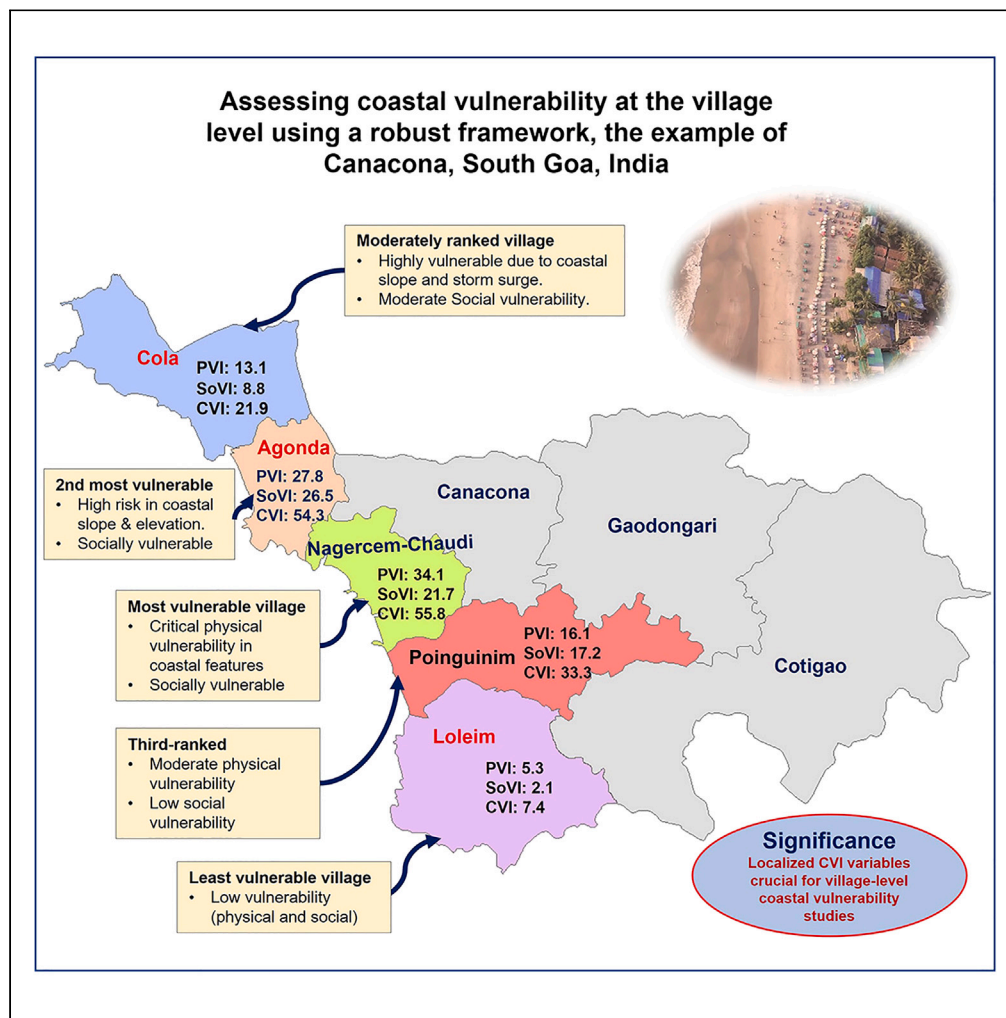 Assessing coastal vulnerability at the village
level using a robust framework, the example of
Canacona, South Goa, India
Moderately ranked village
• Highly vulnerable due to coastal
slope and storm surge.
• Moderate Social vulnerability.
Cola
PVI: 13.1
SoVI: 8.8
CVI: 21.9
Agonda
PVI: 27.8
SoVI: 26.5
CVI: 54.3
2nd most vulnerable
• High risk in coastal
slope & elevation.
• Socially vulnerable
Canacona
Gaodongari
Nagercem-Chaudi
PVI: 34.1
SoVI: 21.7
CVI: 55.8
Most vulnerable village
• Critical physical
vulnerability in
coastal features
• Socially vulnerable
Poinguinim
PVI: 16.1
SoVI: 17.2
CVI: 33.3
Cotigao
Third-ranked
• Moderate physical
vulnerability
• Low social
vulnerability
Loleim
PVI: 5.3
SoVI: 2.1
CVI: 7.4
Least vulnerable village
• Low vulnerability
(physical and social)
Significance
Localized CVI variables
crucial for village-level
coastal vulnerability
studies